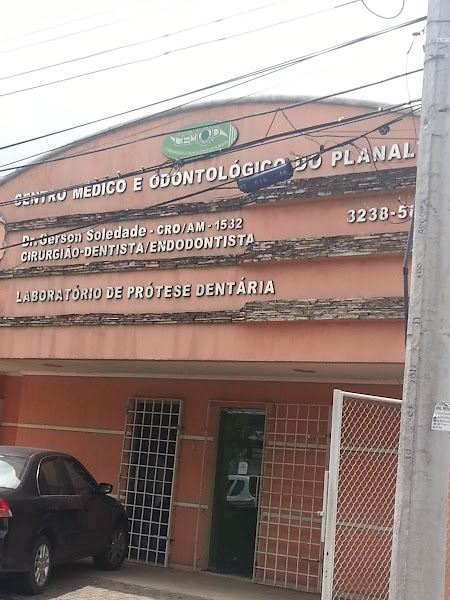 CEMOP
CENTRO MÉDICO E ODONTOLÓGICO DO PLANAL
Dr. Gerson Soledade - CRO/AM - 1532
3238-5
CIRURGIÃO-DENTISTA/ENDODONTISTA
LABORATÓRIO DE PRÓTESE DENTÁRIA